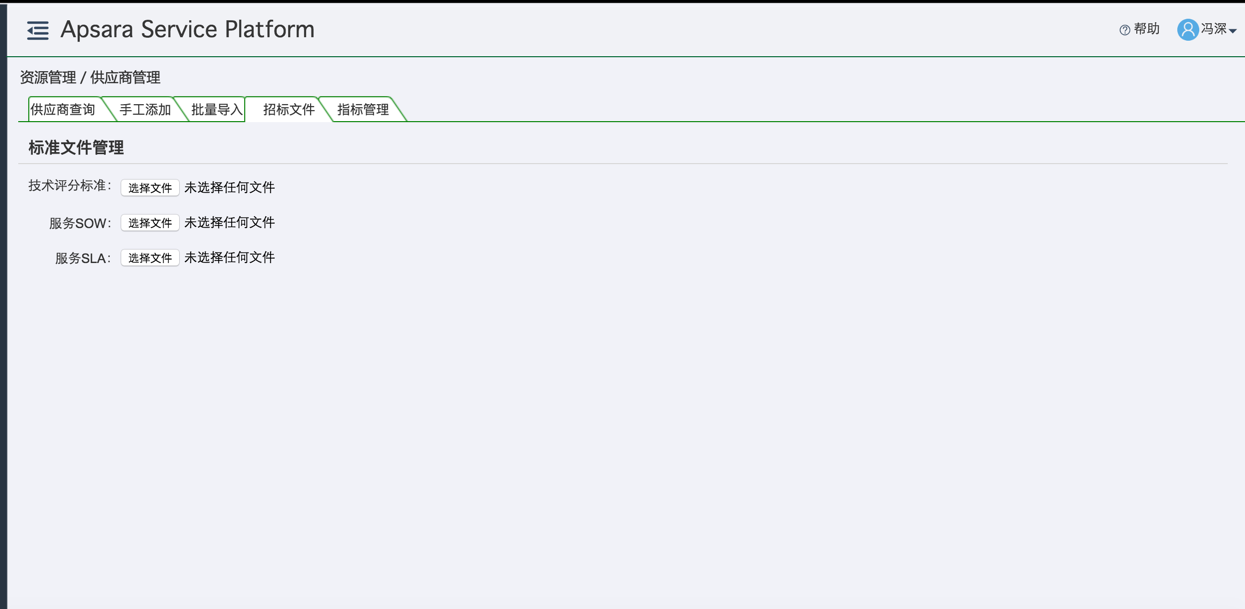 Apsara Service Platform
帮助 冯深
资源管理 / 供应商管理
供应商查询 手工添加 批量导入 招标文件 指标管理
标准文件管理
技术评分标准： 选择文件 未选择任何文件
服务SOW： 选择文件 未选择任何文件
服务SLA： 选择文件 未选择任何文件